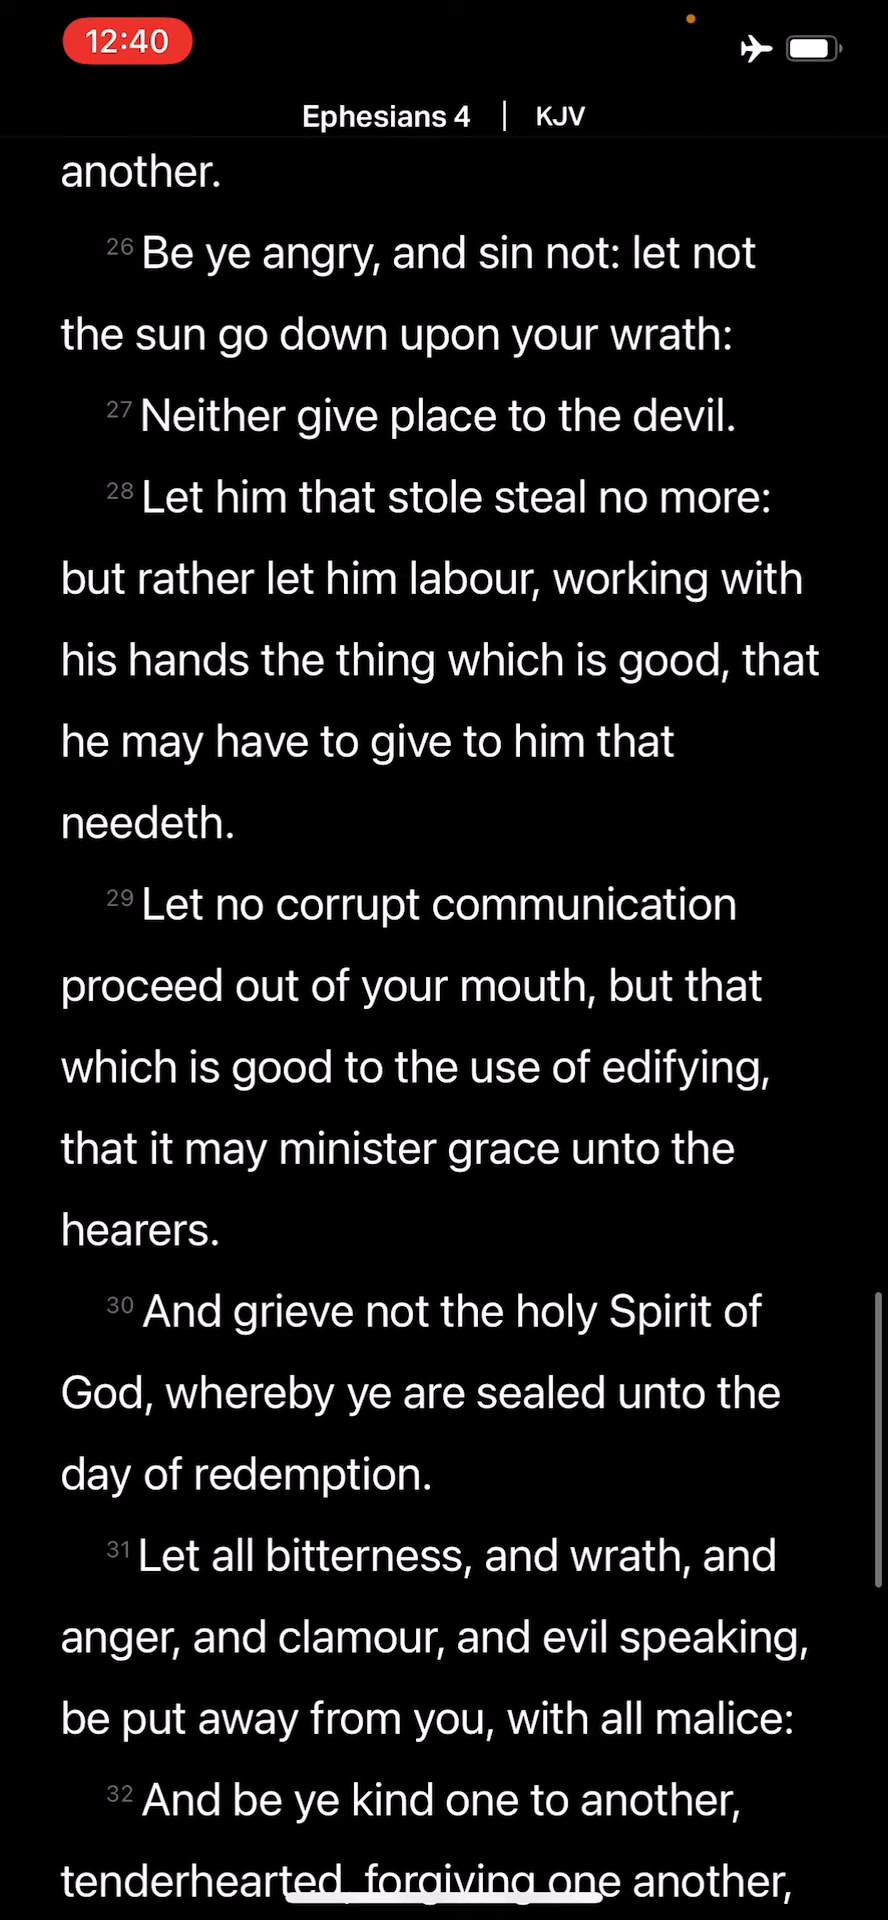 12:40
Ephesians 4 | KJV
another.
26 Be ye angry, and sin not: let not
the sun go down upon your wrath:
27 Neither give place to the devil.
28 Let him that stole steal no more:
but rather let him labour, working with
his hands the thing which is good, that
he may have to give to him that
needeth.
29 Let no corrupt communication
proceed out of your mouth, but that
which is good to the use of edifying,
that it may minister grace unto the
hearers.
30 And grieve not the holy Spirit of
God, whereby ye are sealed unto the
day of redemption.
31 Let all bitterness, and wrath, and
anger, and clamour, and evil speaking,
be put away from you, with all malice:
32 And be ye kind one to another,
tenderhearted, forgiving one another,